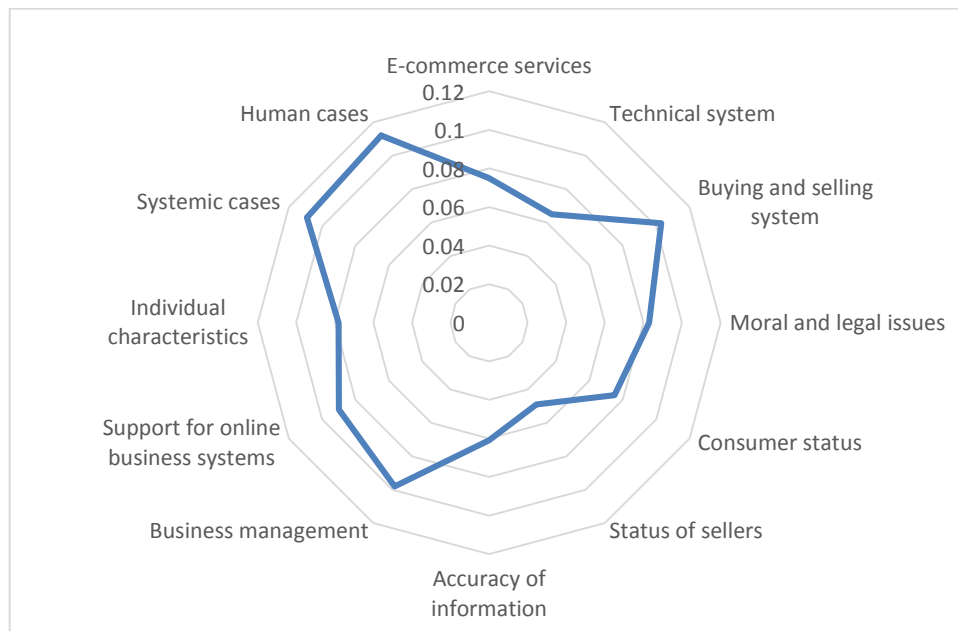 E-commerce services
0.12
Human cases
Technical system
0.1
0.08
Buying and selling
system
Systemic cases
0.06
0.04
0.02
Individual
characteristics
0
Moral and legal issues
Support for online
business systems
Consumer status
Business management
Status of sellers
Accuracy of
information